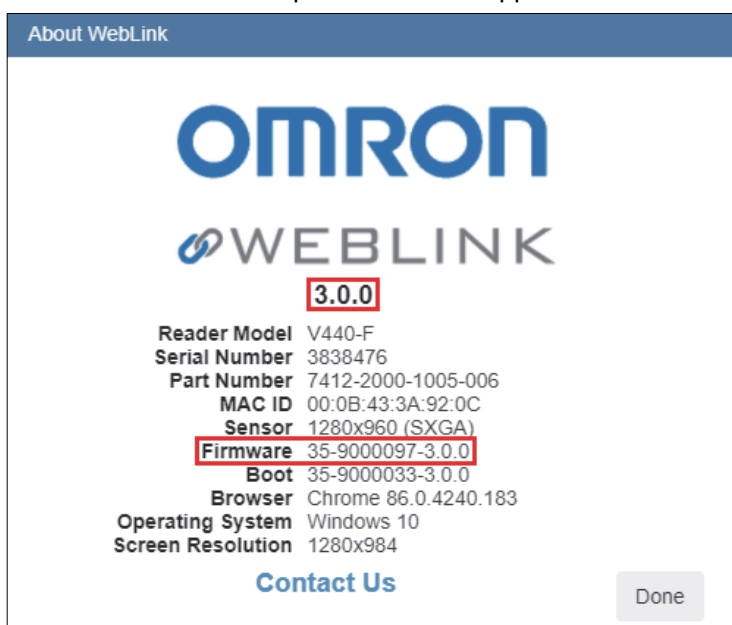 About WebLink
OMRON
WEBLINK
3.0.0
Reader Model V440-F
Serial Number 3838476
Part Number 7412-2000-1005-006
MAC ID 00:0B:43:3A:92:0C
Sensor 1280x960 (SXGA)
Firmware 35-9000097-3.0.0
Boot 35-9000033-3.0.0
Browser Chrome 86.0.4240.183
Operating System Windows 10
Screen Resolution 1280x984
Contact Us
Done